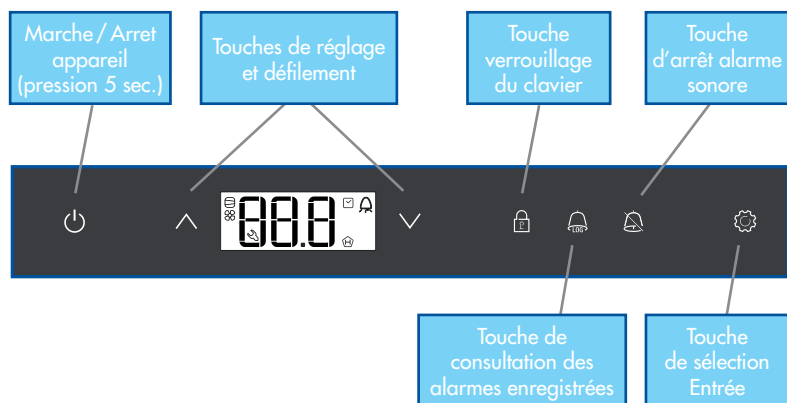 Marche / Arret
appareil
(pression 5 sec.)
Touches de réglage
et défilement
Touche
verrouillage
du clavier
Touche
d'arrêt alarme
sonore
88.8
LOG
Touche de
consultation des
alarmes enregistrées
Touche
de sélection
Entrée